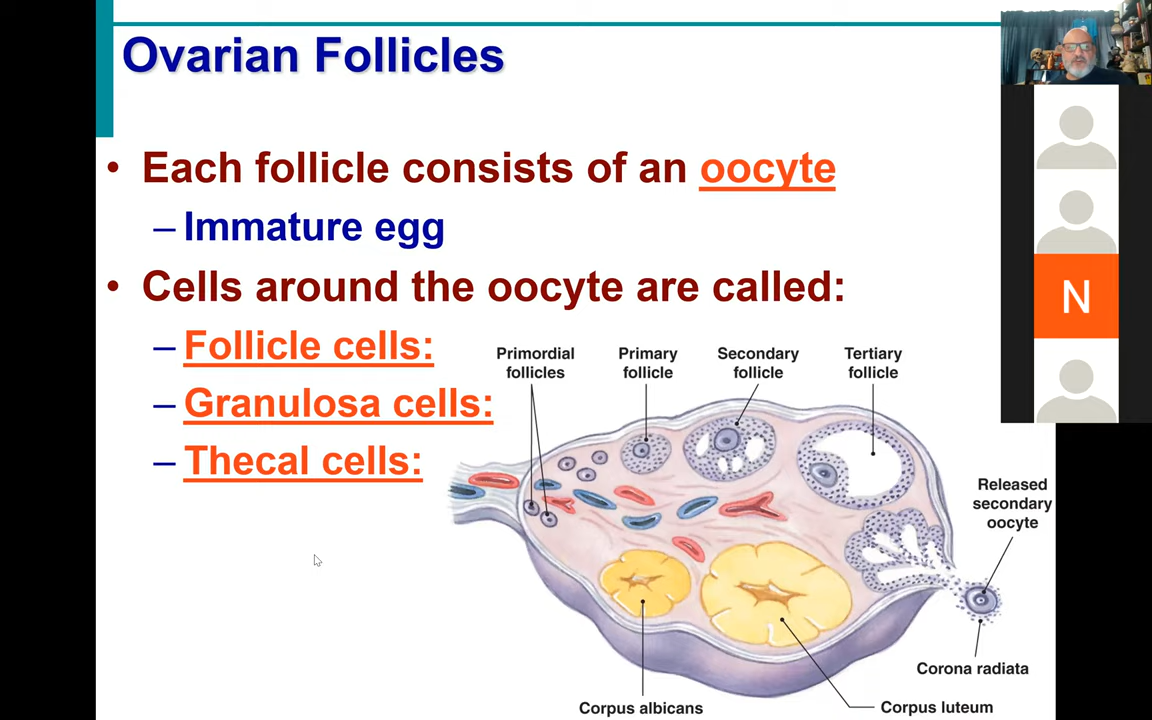 Ovarian Follicles
• Each follicle consists of an oocyte
– Immature egg
• Cells around the oocyte are called:
– Follicle cells:
– Granulosa cells:
– Thecal cells:
Primordial
follicles
Primary
follicle
Secondary
follicle
Tertiary
follicle
Released
secondary
oocyte
Corona radiata
Corpus albicans
Corpus luteum
N